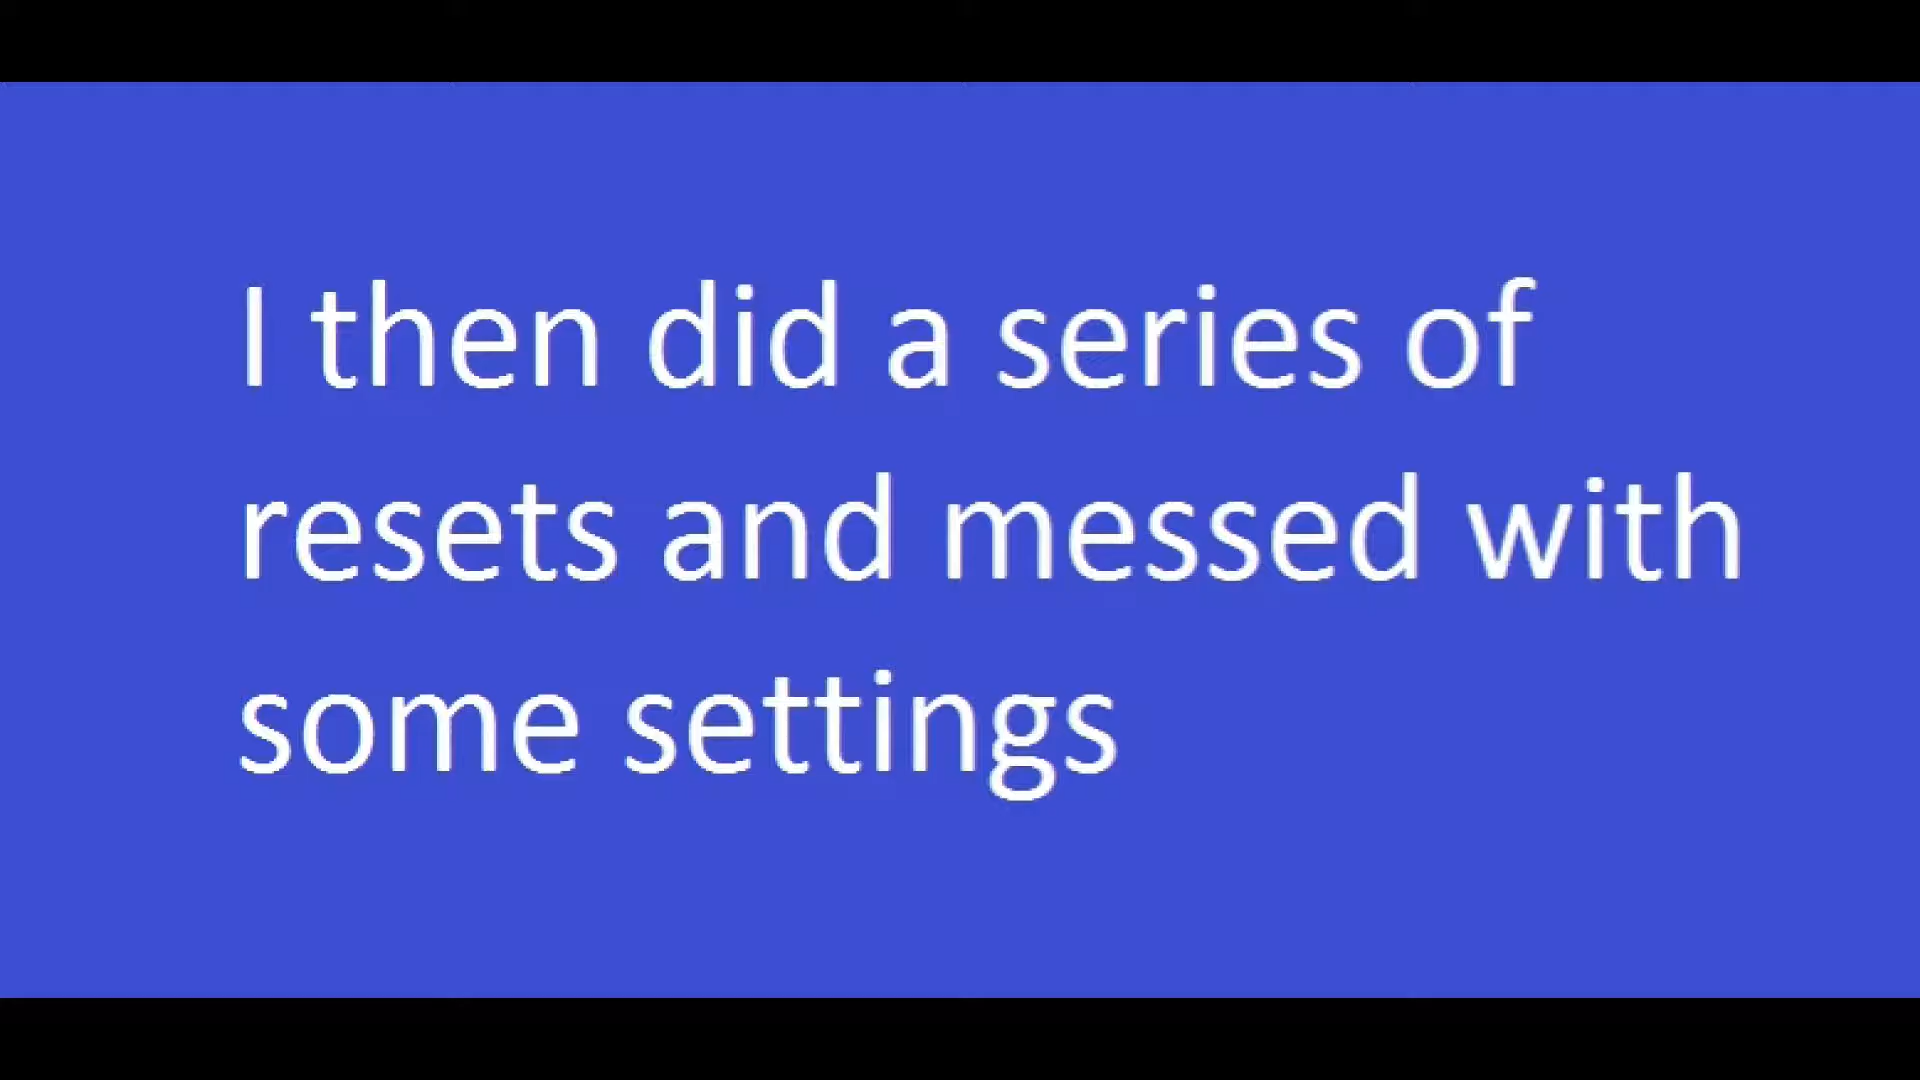 I then did a series of
resets and messed with
some settings